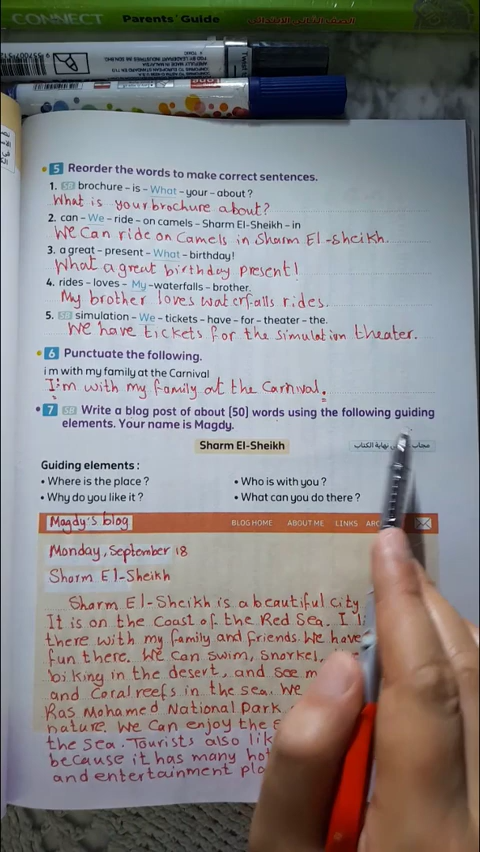 CONNECT Parents' Guide الصف الثاني الابتدائي
5 Reorder the words to make correct sentences.
1. SB brochure – is – What – your – about ?
What is your brochure about?
2. can – We – ride – on camels – Sharm El-Sheikh – in
We can ride on Camels in Sharm El-sheikh.
3. a great – present – What – birthday!
What a great birthday present!
4. rides – loves – My – waterfalls – brother.
My brother loves waterfalls rides.
5. SB simulation – We – tickets – have – for – theater – the.
We have tickets for the simulation theater.
6 Punctuate the following.
i m with my family at the Carnival
I'm with my family at the Carnival.
7 SB Write a blog post of about (50) words using the following guiding
elements. Your name is Magdy.
Sharm El-Sheikh
مجاب نهاية الكتاب
Guiding elements :
• Where is the place ? • Who is with you ?
• Why do you like it ? • What can you do there ?
Magdy's blog BLOG HOME ABOUT ME LINKS
Monday, September 18
Sharm El-Sheikh
Sharm El-Sheikh is a beautiful city
It is on the coast of the Red Sea. I
there with my family and friends. We have
fun there. We can swim, snorkel,
biking in the desert, and see
and coral reefs in the sea. We
Ras Mohamed National park
nature. We can enjoy the
the sea. Tourists also
because it has many
and entertainment